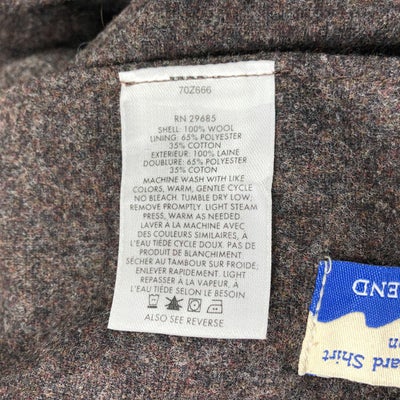 70Z666
RN 29685
SHELL: 100% WOOL
LINING: 65% POLYESTER
35% COTTON
EXTERIEUR: 100% LAINE
DOUBLURE: 65% POLYESTER
35% COTTON
MACHINE WASH WITH LIKE
COLORS, WARM, GENTLE CYCLE
NO BLEACH. TUMBLE DRY LOW,
REMOVE PROMPTLY. LIGHT STEAM
PRESS, WARM AS NEEDED.
LAVER À LA MACHINE AVEC
DES COULEURS SIMILAIRES, À
L'EAU TIÈDE CYCLE DOUX. PAS DE
PRODUIT DE BLANCHIMENT.
SÉCHER AU TAMBOUR SUR FROIDE;
ENLEVER RAPIDEMENT. LIGHT
REPASSER À LA VAPEUR, À
L'EAU TIÈDE SELON LE BESOIN
ALSO SEE REVERSE
END
ard Shirt